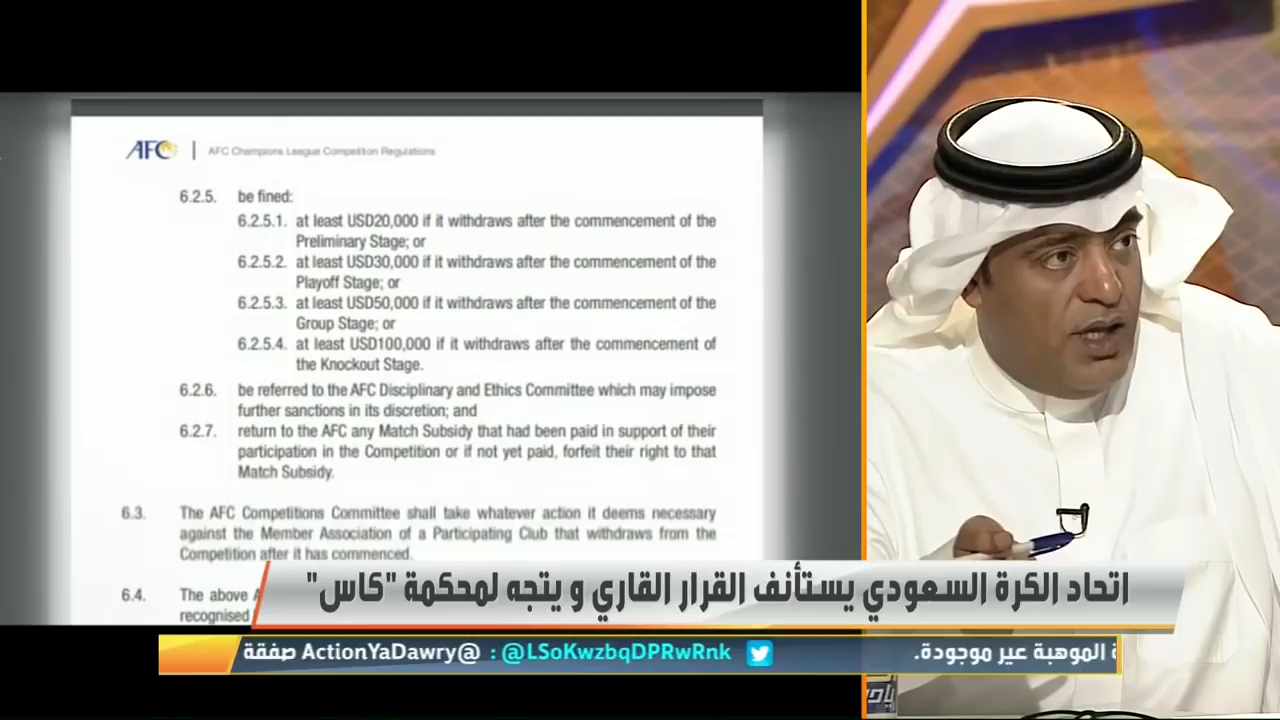 AFC | AFC Champions League Competition Regulations
6.2.5. be fined:
6.2.5.1. at least USD20,000 if it withdraws after the commencement of the
Preliminary Stage; or
6.2.5.2. at least USD30,000 if it withdraws after the commencement of the
Playoff Stage; or
6.2.5.3. at least USD50,000 if it withdraws after the commencement of the
Group Stage; or
6.2.5.4. at least USD100,000 if it withdraws after the commencement of
the Knockout Stage.
6.2.6. be referred to the AFC Disciplinary and Ethics Committee which may impose
further sanctions in its discretion; and
6.2.7. return to the AFC any Match Subsidy that had been paid in support of their
participation in the Competition or if not yet paid, forfeit their right to that
Match Subsidy.
6.3. The AFC Competitions Committee shall take whatever action it deems necessary
against the Member Association of a Participating Club that withdraws from the
Competition after it has commenced.
6.4. The above
recognised
اتحاد الكرة السعودي يستأنف القرار القاري و يتجه لمحكمة "كاس"
ة الموهبة عير موجودة.
@LSoKwzbqDPRwRnk : @ActionYaDawry صفقة